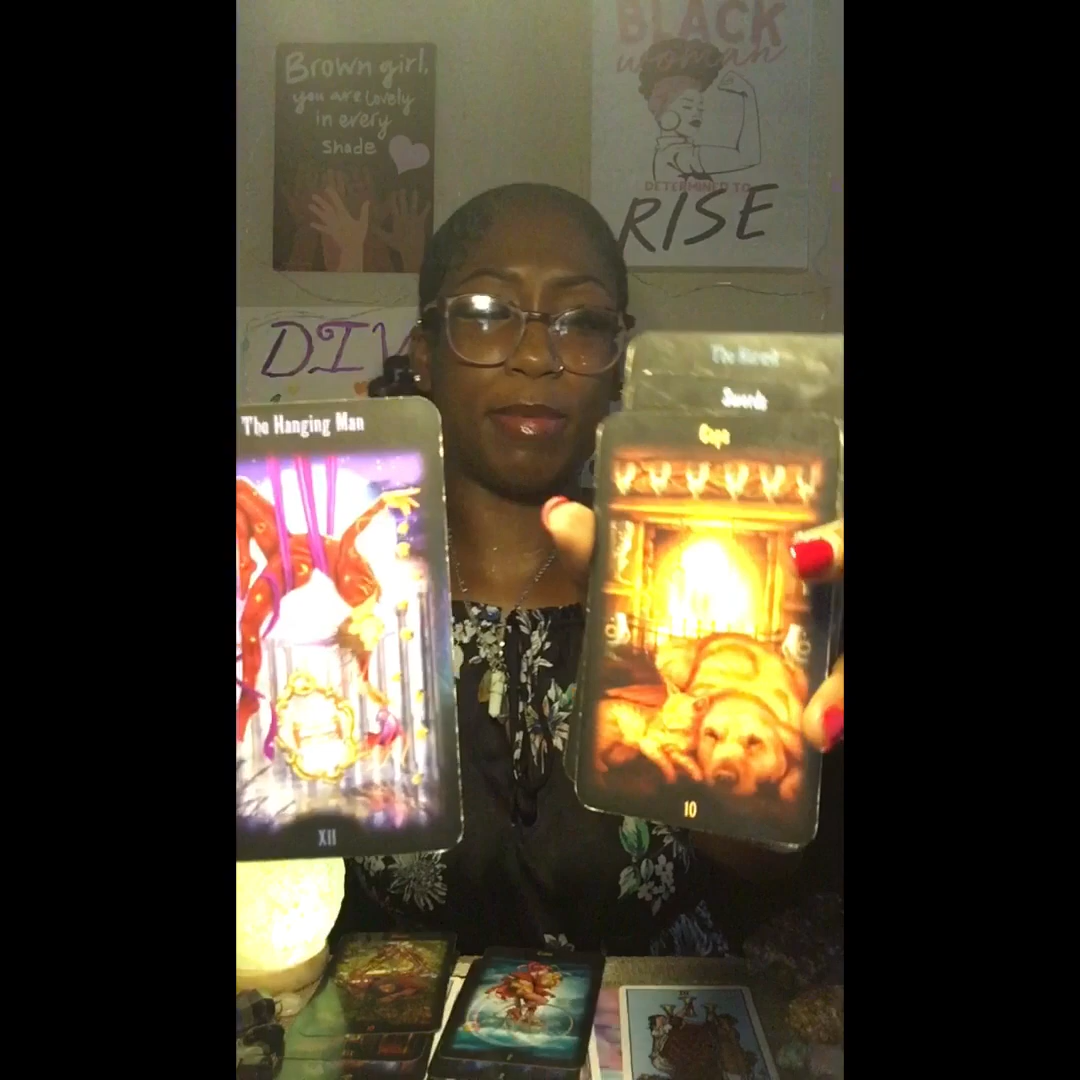 Brown girl,
you are lovely
in every
shade
BLACK
woman
DETERMINED TO
RISE
DIV
The Hanging Man
XII
Swords
Cups
10